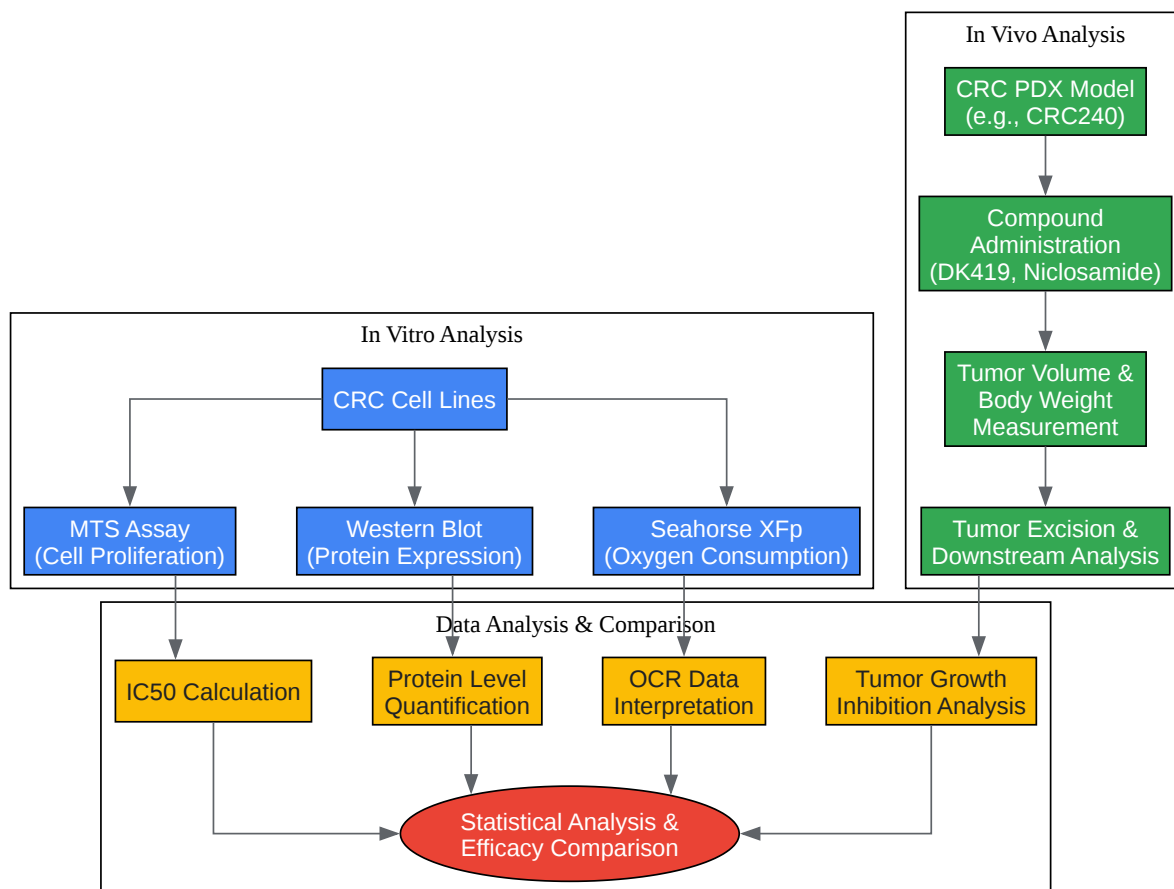 In Vivo Analysis
CRC PDX Model
(e.g., CRC240)
Compound
Administration
(DK419, Niclosamide)
Tumor Volume &
Body Weight
Measurement
Tumor Excision &
Downstream Analysis
In Vitro Analysis
CRC Cell Lines
MTS Assay
(Cell Proliferation)
Western Blot
(Protein Expression)
Seahorse XFp
(Oxygen Consumption)
Data Analysis & Comparison
IC50 Calculation
Protein Level
Quantification
OCR Data
Interpretation
Tumor Growth
Inhibition Analysis
Statistical Analysis &
Efficacy Comparison